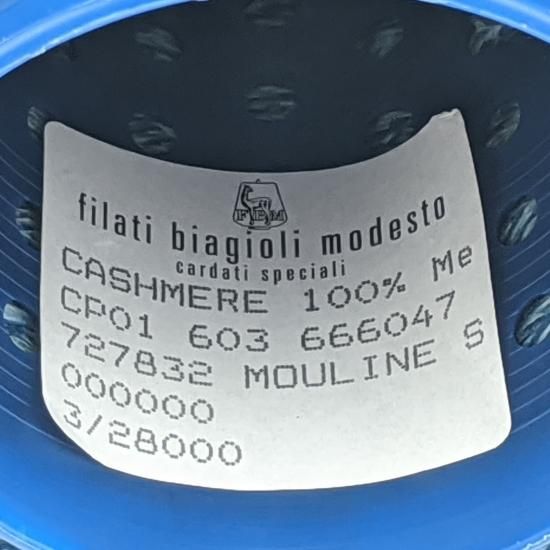 FBM
filati biagioli modesto
cardati speciali
CASHMERE 100% Me
CP01 603 666047
727832 MOULINE S
000000
3/28000